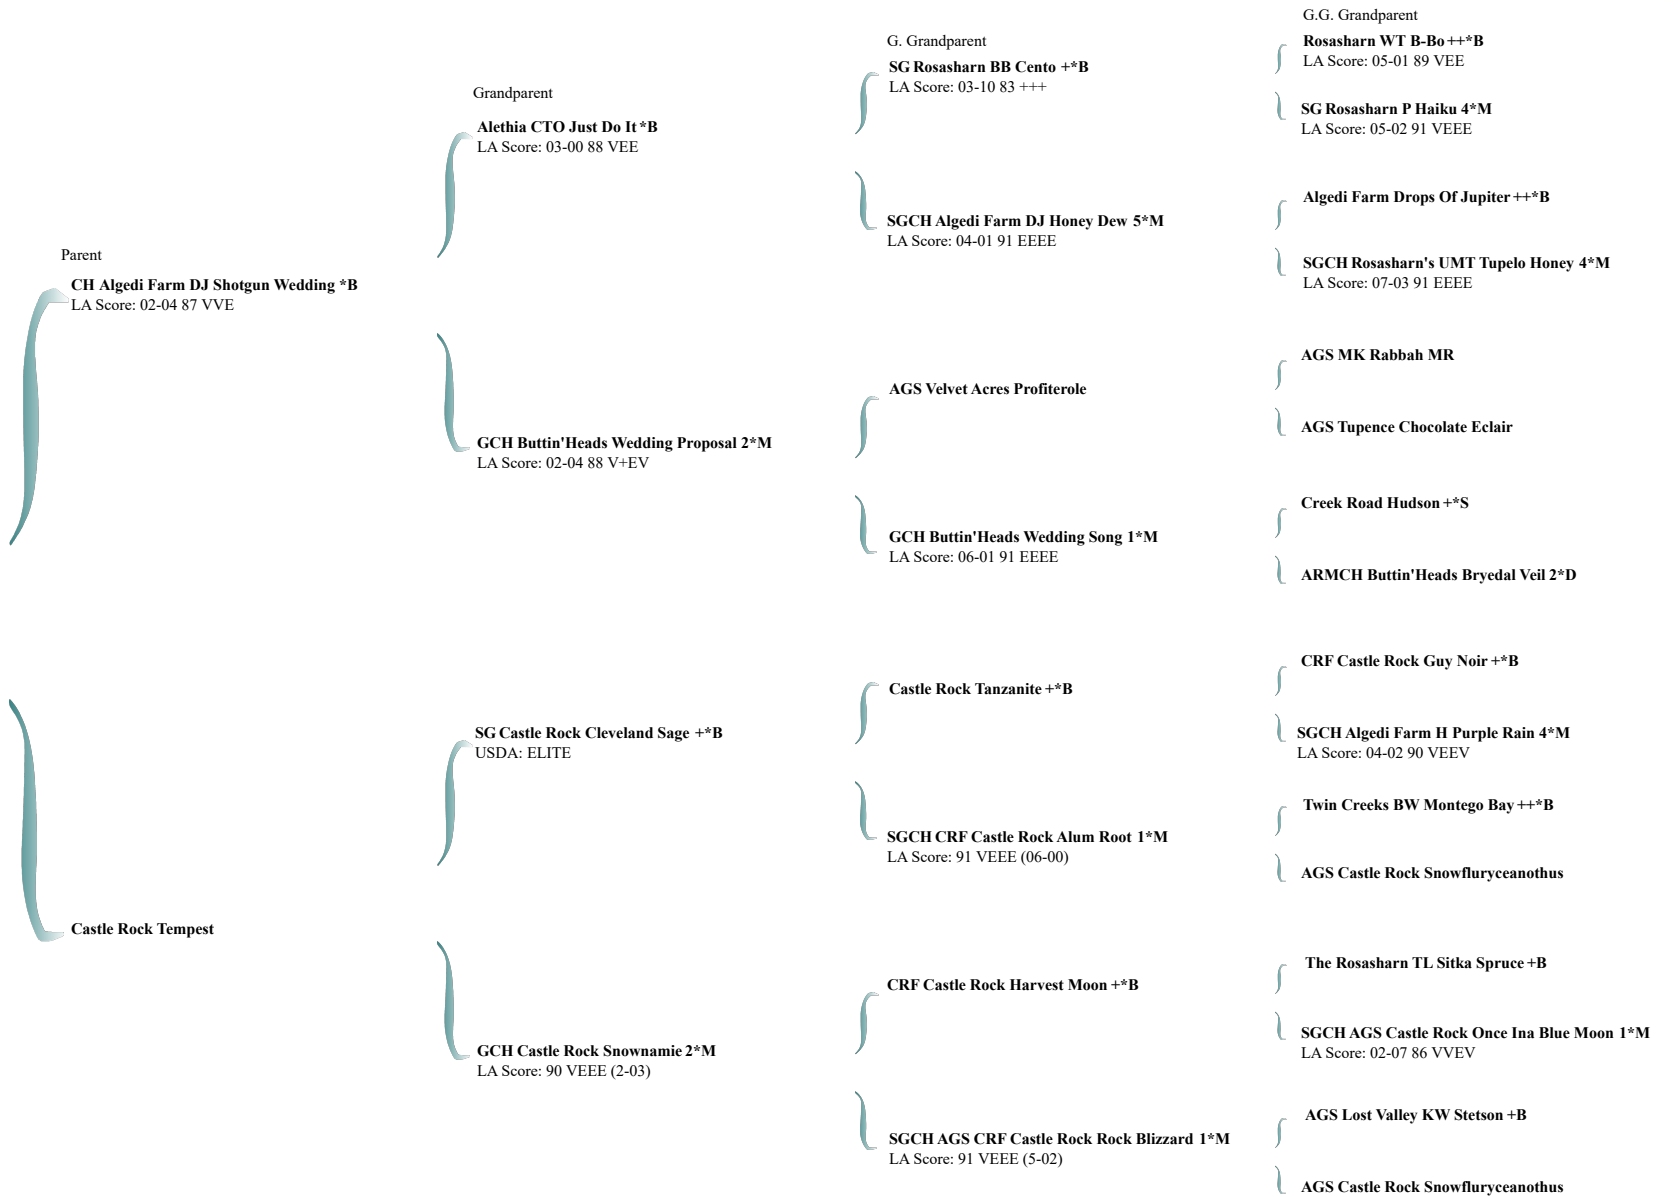 Parent
CH Algedi Farm DJ Shotgun Wedding *B
LA Score: 02-04 87 VVE
Castle Rock Tempest
Grandparent
Alethia CTO Just Do It *B
LA Score: 03-00 88 VEE
GCH Buttin'Heads Wedding Proposal 2*M
LA Score: 02-04 88 V+EV
SG Castle Rock Cleveland Sage +*B
USDA: ELITE
GCH Castle Rock Snownamie 2*M
LA Score: 90 VEEE (2-03)
G. Grandparent
SG Rosasharn BB Cento +*B
LA Score: 03-10 83 +++
SGCH Algedi Farm DJ Honey Dew 5*M
LA Score: 04-01 91 EEEE
AGS Velvet Acres Profiterole
GCH Buttin'Heads Wedding Song 1*M
LA Score: 06-01 91 EEEE
Castle Rock Tanzanite +*B
SGCH CRF Castle Rock Alum Root 1*M
LA Score: 91 VEEE (06-00)
CRF Castle Rock Harvest Moon +*B
SGCH AGS CRF Castle Rock Rock Blizzard 1*M
LA Score: 91 VEEE (5-02)
G.G. Grandparent
Rosasharn WT B-Bo ++*B
LA Score: 05-01 89 VEE
SG Rosasharn P Haiku 4*M
LA Score: 05-02 91 VEEE
Algedi Farm Drops Of Jupiter ++*B
SGCH Rosasharn's UMT Tupelo Honey 4*M
LA Score: 07-03 91 EEEE
AGS MK Rabbah MR
AGS Tupence Chocolate Eclair
Creek Road Hudson +*S
ARMCH Buttin'Heads Bryedal Veil 2*D
CRF Castle Rock Guy Noir +*B
SGCH Algedi Farm H Purple Rain 4*M
LA Score: 04-02 90 VEEV
Twin Creeks BW Montego Bay ++*B
AGS Castle Rock Snowfluryceanothus
The Rosasharn TL Sitka Spruce +B
SGCH AGS Castle Rock Once Ina Blue Moon 1*M
LA Score: 02-07 86 VVEV
AGS Lost Valley KW Stetson +B
AGS Castle Rock Snowfluryceanothus